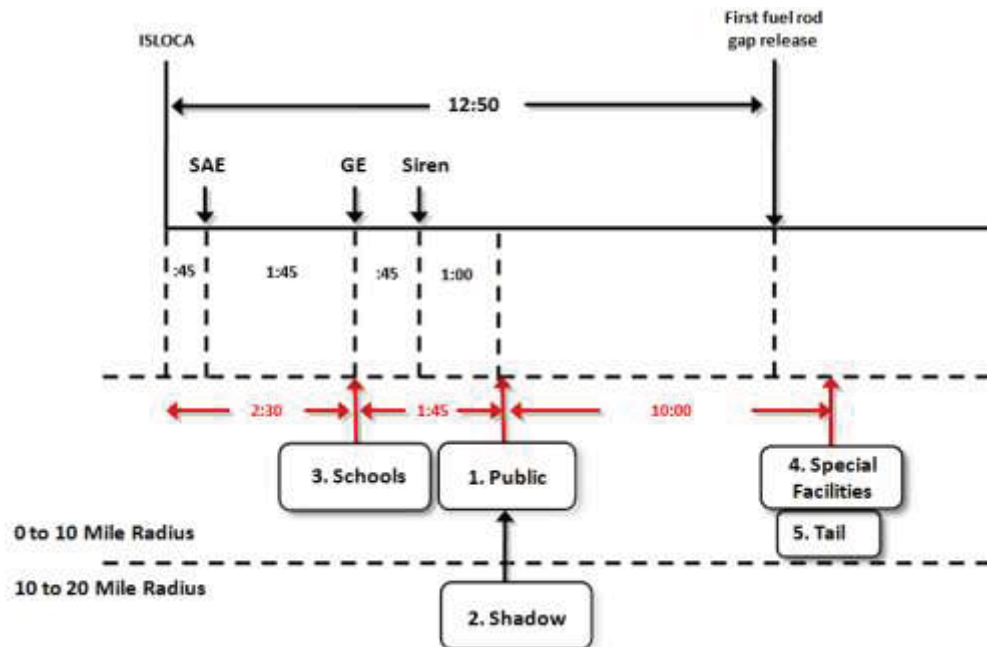 ISLOCA
First fuel rod
gap release
12:50
SAE
GE
Siren
:45
1:45
:45
1:00
2:30
1:45
10:00
3. Schools
1. Public
4. Special
Facilities
5. Tail
0 to 10 Mile Radius
10 to 20 Mile Radius
2. Shadow